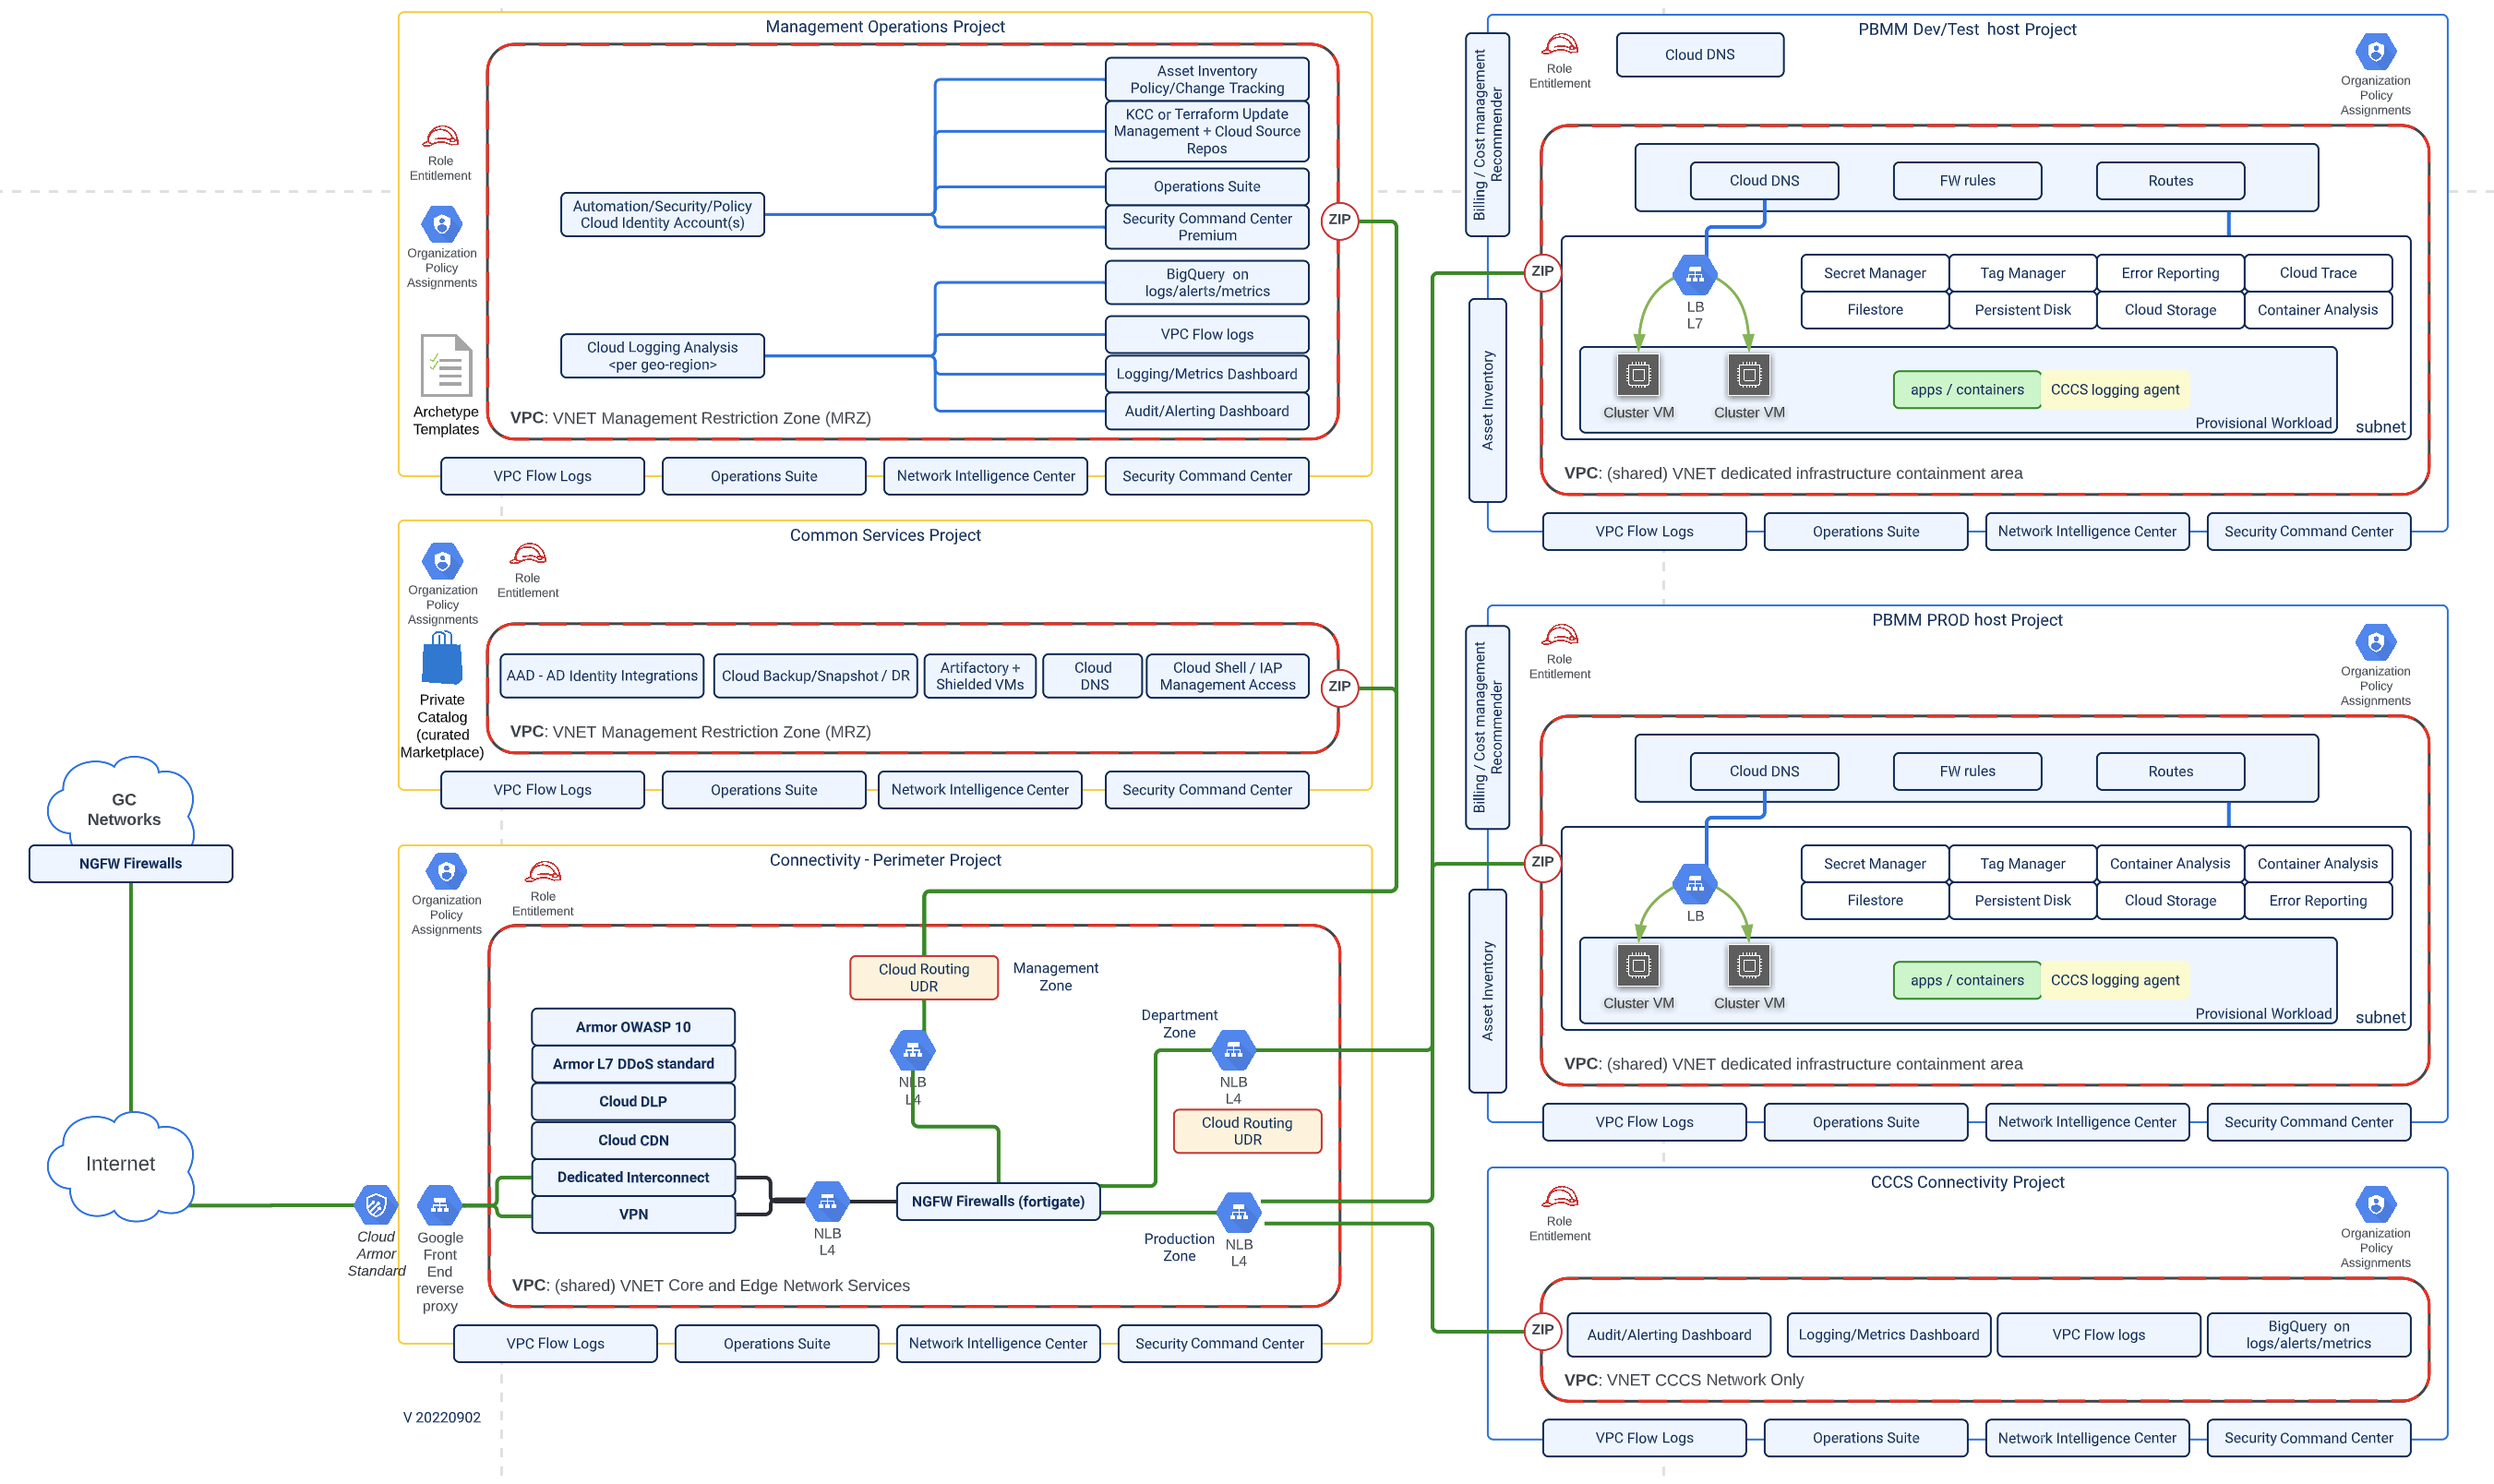 Management Operations Project
Role
Entitlement
Organization
Policy
Assignments
Archetype
Templates
Automation/Security/Policy
Cloud Identity Account(s)
Asset Inventory
Policy/Change Tracking
KCC or Terraform Update
Management + Cloud Source
Repos
Operations Suite
Security Command Center
Premium
Cloud Logging Analysis
<per geo-region>
BigQuery on
logs/alerts/metrics
VPC Flow logs
Logging/Metrics Dashboard
Audit/Alerting Dashboard
VPC: VNET Management Restriction Zone (MRZ)
ZIP
VPC Flow Logs
Operations Suite
Network Intelligence Center
Security Command Center
Common Services Project
Organization
Policy
Assignments
Role
Entitlement
Private
Catalog
(curated
Marketplace)
AAD - AD Identity Integrations
Cloud Backup/Snapshot / DR
Artifactory +
Shielded VMs
Cloud
DNS
Cloud Shell / IAP
Management Access
VPC: VNET Management Restriction Zone (MRZ)
ZIP
VPC Flow Logs
Operations Suite
Network Intelligence Center
Security Command Center
GC
Networks
NGFW Firewalls
Internet
Cloud
Armor
Standard
Google
Front
End
reverse
proxy
Connectivity - Perimeter Project
Organization
Policy
Assignments
Role
Entitlement
Cloud Routing
UDR
Management
Zone
Armor OWASP 10
Armor L7 DDoS standard
Cloud DLP
Cloud CDN
Dedicated Interconnect
VPN
NLB
L4
NLB
L4
NGFW Firewalls (fortigate)
Department
Zone
NLB
L4
Cloud Routing
UDR
Production
Zone
NLB
L4
VPC: (shared) VNET Core and Edge Network Services
VPC Flow Logs
Operations Suite
Network Intelligence Center
Security Command Center
V 20220902
PBMM Dev/Test host Project
Billing / Cost management
Recommender
Asset Inventory
Role
Entitlement
Cloud DNS
Organization
Policy
Assignments
Cloud DNS
FW rules
Routes
ZIP
LB
L7
Secret Manager
Tag Manager
Error Reporting
Cloud Trace
Filestore
Persistent Disk
Cloud Storage
Container Analysis
Cluster VM
Cluster VM
apps / containers
CCCS logging agent
Provisional Workload
subnet
VPC: (shared) VNET dedicated infrastructure containment area
VPC Flow Logs
Operations Suite
Network Intelligence Center
Security Command Center
PBMM PROD host Project
Billing / Cost management
Recommender
Asset Inventory
Role
Entitlement
Organization
Policy
Assignments
Cloud DNS
FW rules
Routes
ZIP
LB
Secret Manager
Tag Manager
Container Analysis
Container Analysis
Filestore
Persistent Disk
Cloud Storage
Error Reporting
Cluster VM
Cluster VM
apps / containers
CCCS logging agent
Provisional Workload
subnet
VPC: (shared) VNET dedicated infrastructure containment area
VPC Flow Logs
Operations Suite
Network Intelligence Center
Security Command Center
CCCS Connectivity Project
Role
Entitlement
Organization
Policy
Assignments
ZIP
Audit/Alerting Dashboard
Logging/Metrics Dashboard
VPC Flow logs
BigQuery on
logs/alerts/metrics
VPC: VNET CCCS Network Only
VPC Flow Logs
Operations Suite
Network Intelligence Center
Security Command Center